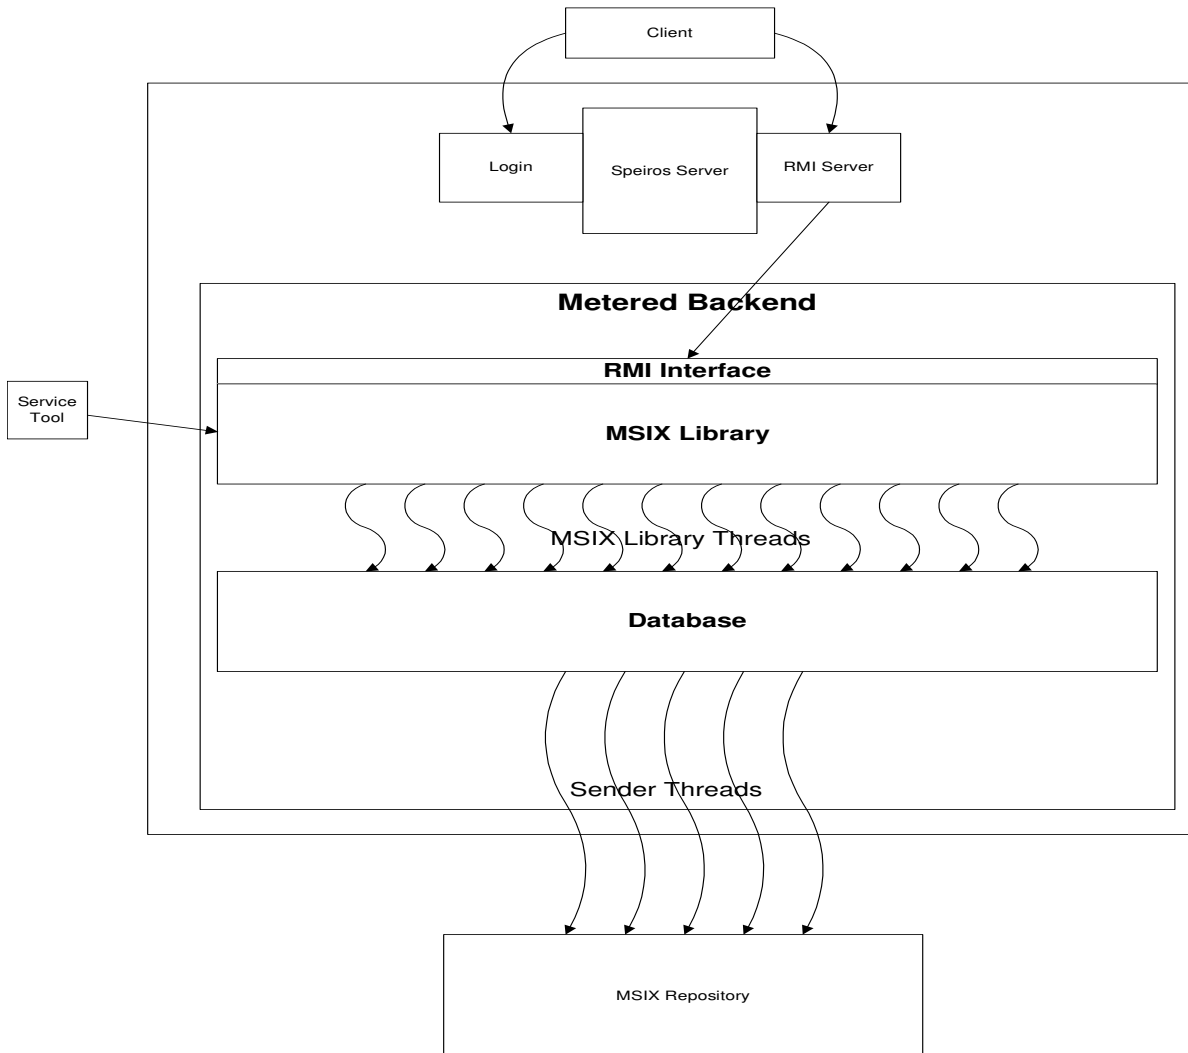 Client
Login
Speiros Server
RMI Server
Metered Backend
RMI Interface
Service
Tool
MSIX Library
MSIX Library Threads
Database
Sender Threads
MSIX Repository